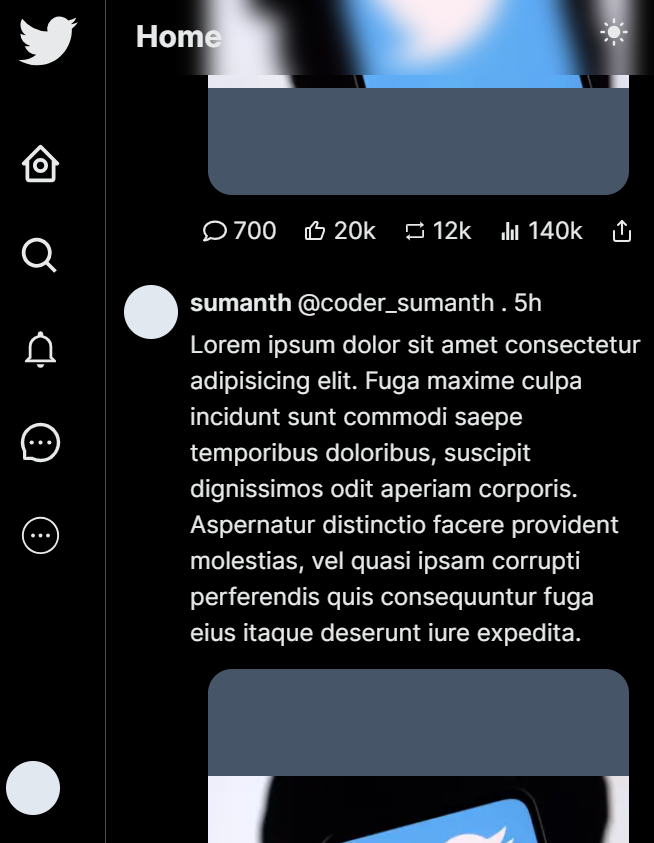 Home
700 20k 12k 140k
sumanth @coder_sumanth . 5h
Lorem ipsum dolor sit amet consectetur
adipisicing elit. Fuga maxime culpa
incidunt sunt commodi saepe
temporibus doloribus, suscipit
dignissimos odit aperiam corporis.
Aspernatur distinctio facere provident
molestias, vel quasi ipsam corrupti
perferendis quis consequuntur fuga
eius itaque deserunt iure expedita.